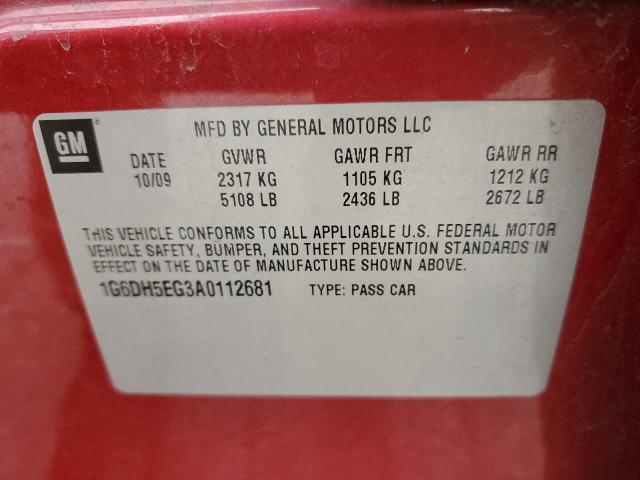 GM ®
MFD BY GENERAL MOTORS LLC
DATE GVWR GAWR FRT GAWR RR
10/09 2317 KG 1105 KG 1212 KG
5108 LB 2436 LB 2672 LB
THIS VEHICLE CONFORMS TO ALL APPLICABLE U.S. FEDERAL MOTOR
VEHICLE SAFETY, BUMPER, AND THEFT PREVENTION STANDARDS IN
EFFECT ON THE DATE OF MANUFACTURE SHOWN ABOVE.
1G6DH5EG3A0112681 TYPE: PASS CAR